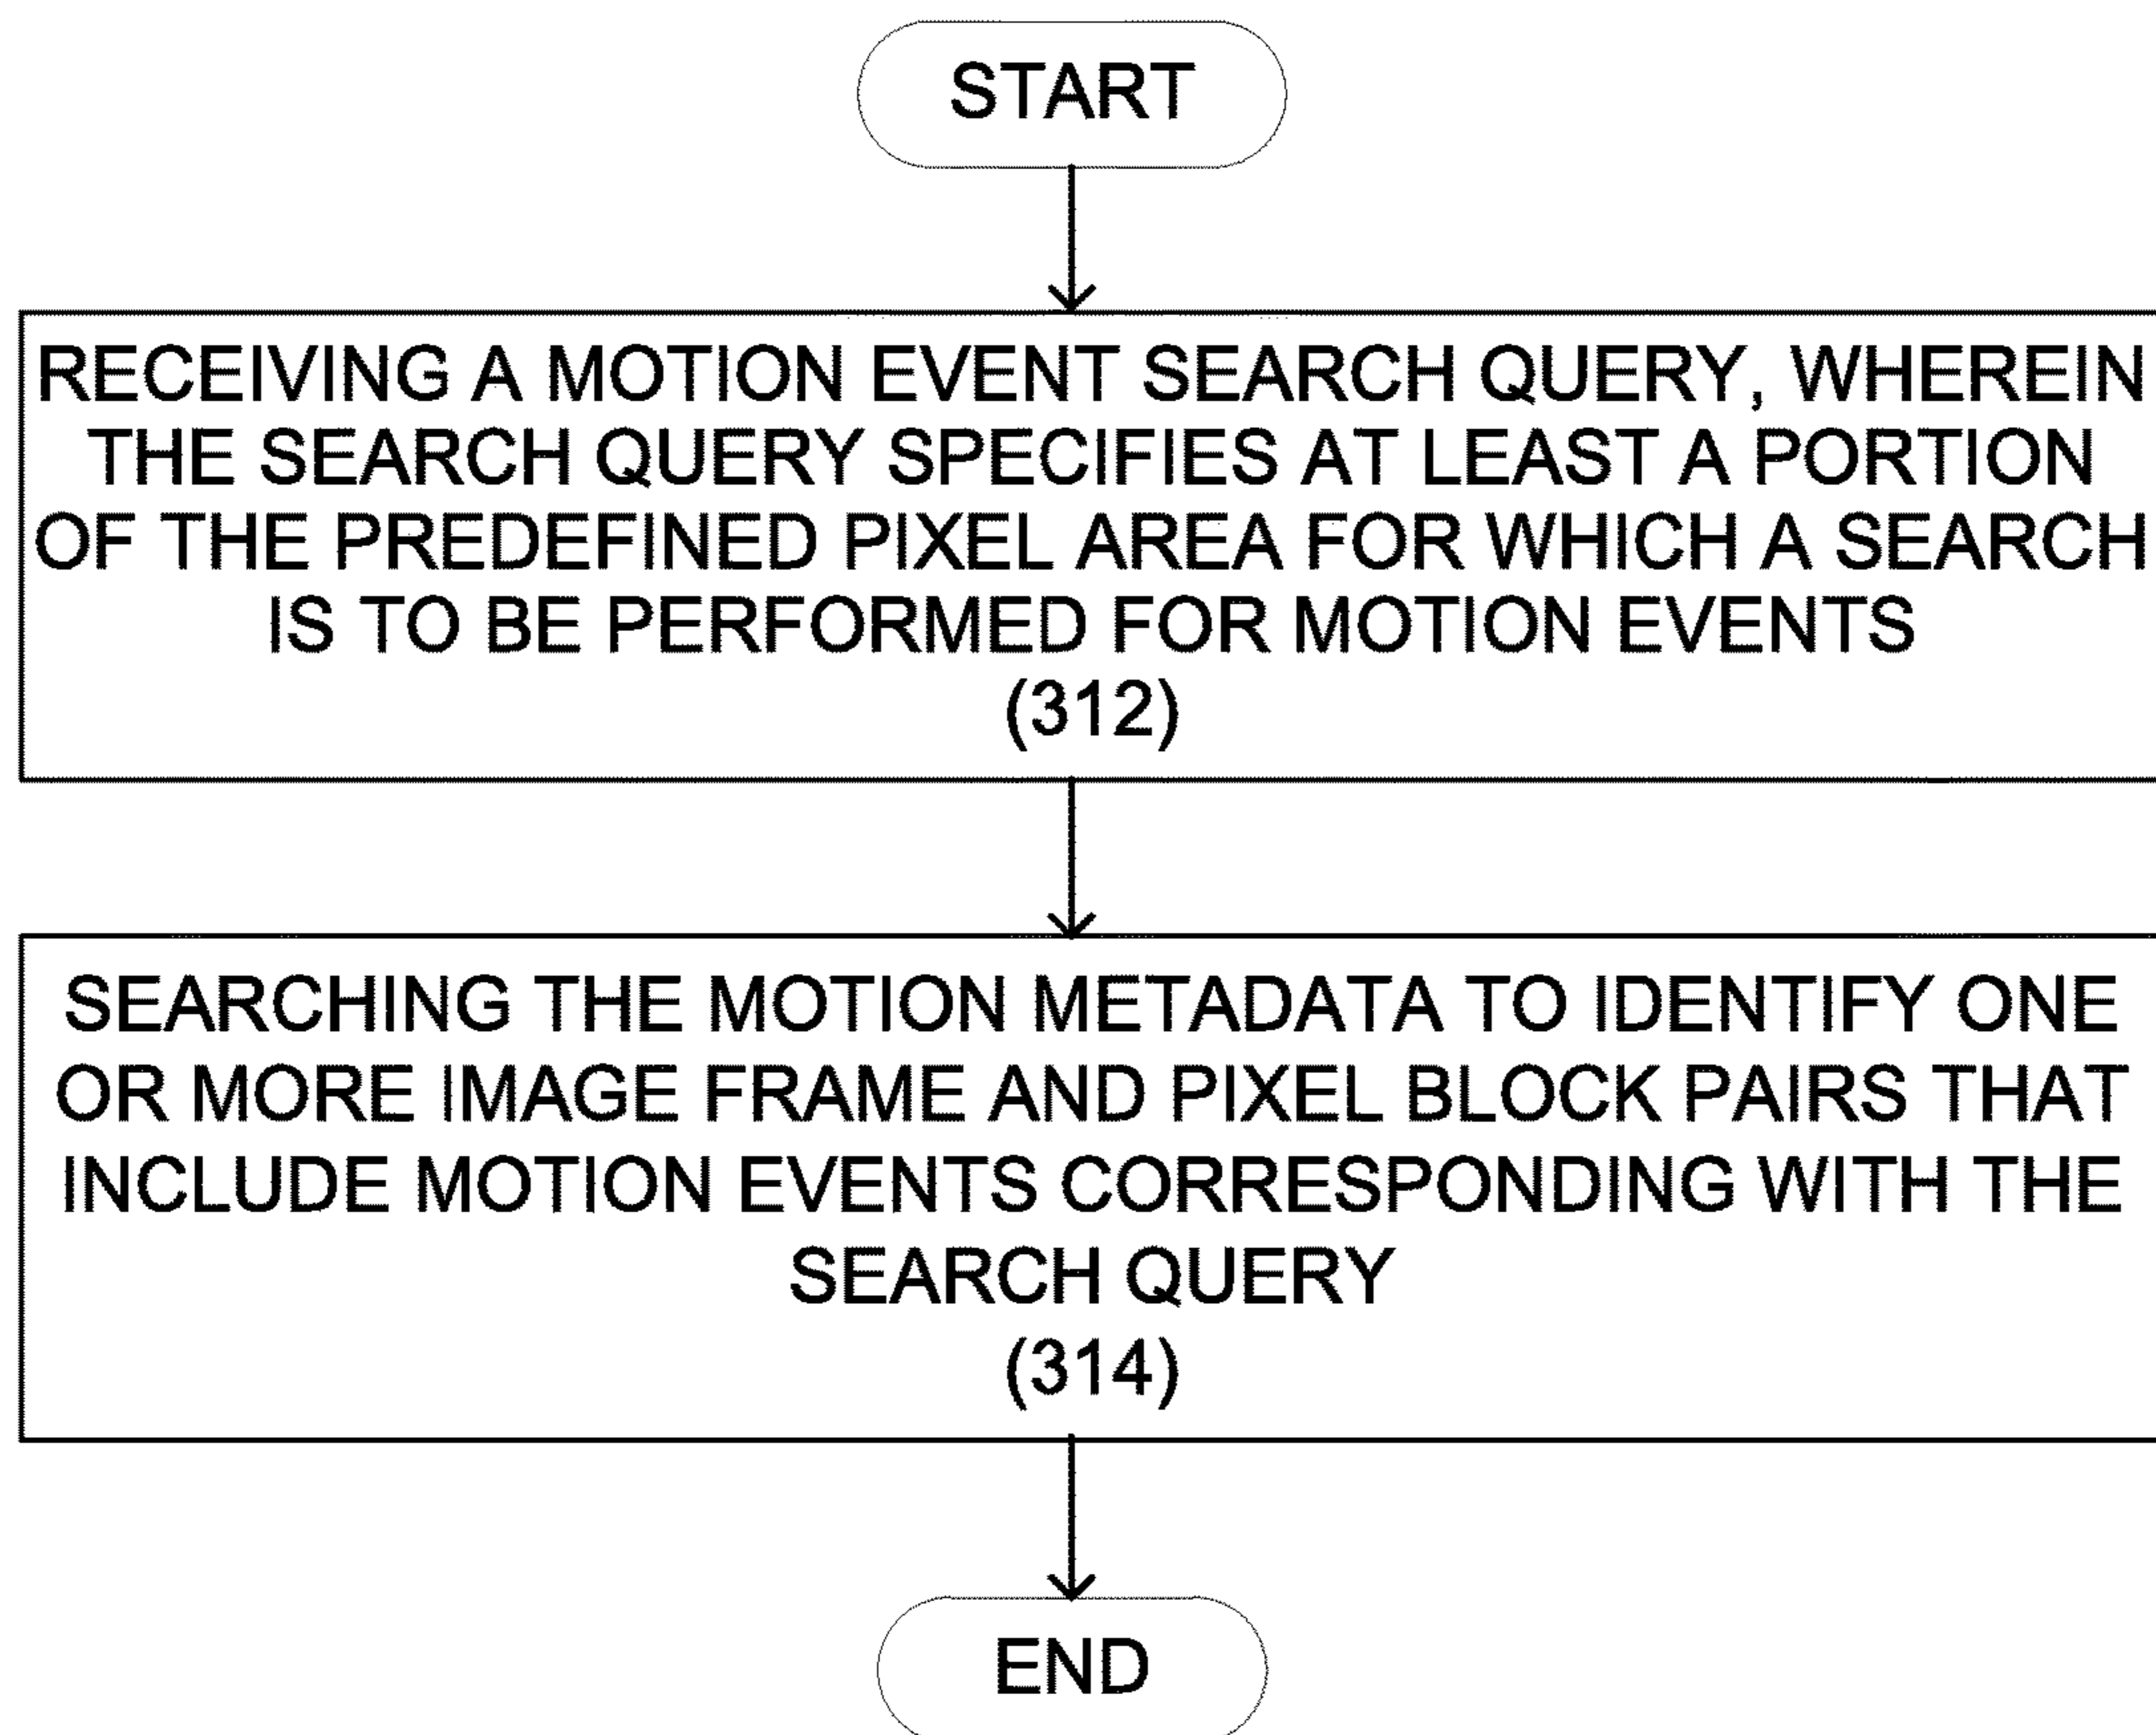 START
RECEIVING A MOTION EVENT SEARCH QUERY, WHEREIN
THE SEARCH QUERY SPECIFIES AT LEAST A PORTION
OF THE PREDEFINED PIXEL AREA FOR WHICH A SEARCH
IS TO BE PERFORMED FOR MOTION EVENTS
(312)
SEARCHING THE MOTION METADATA TO IDENTIFY ONE
OR MORE IMAGE FRAME AND PIXEL BLOCK PAIRS THAT
INCLUDE MOTION EVENTS CORRESPONDING WITH THE
SEARCH QUERY
(314)
END